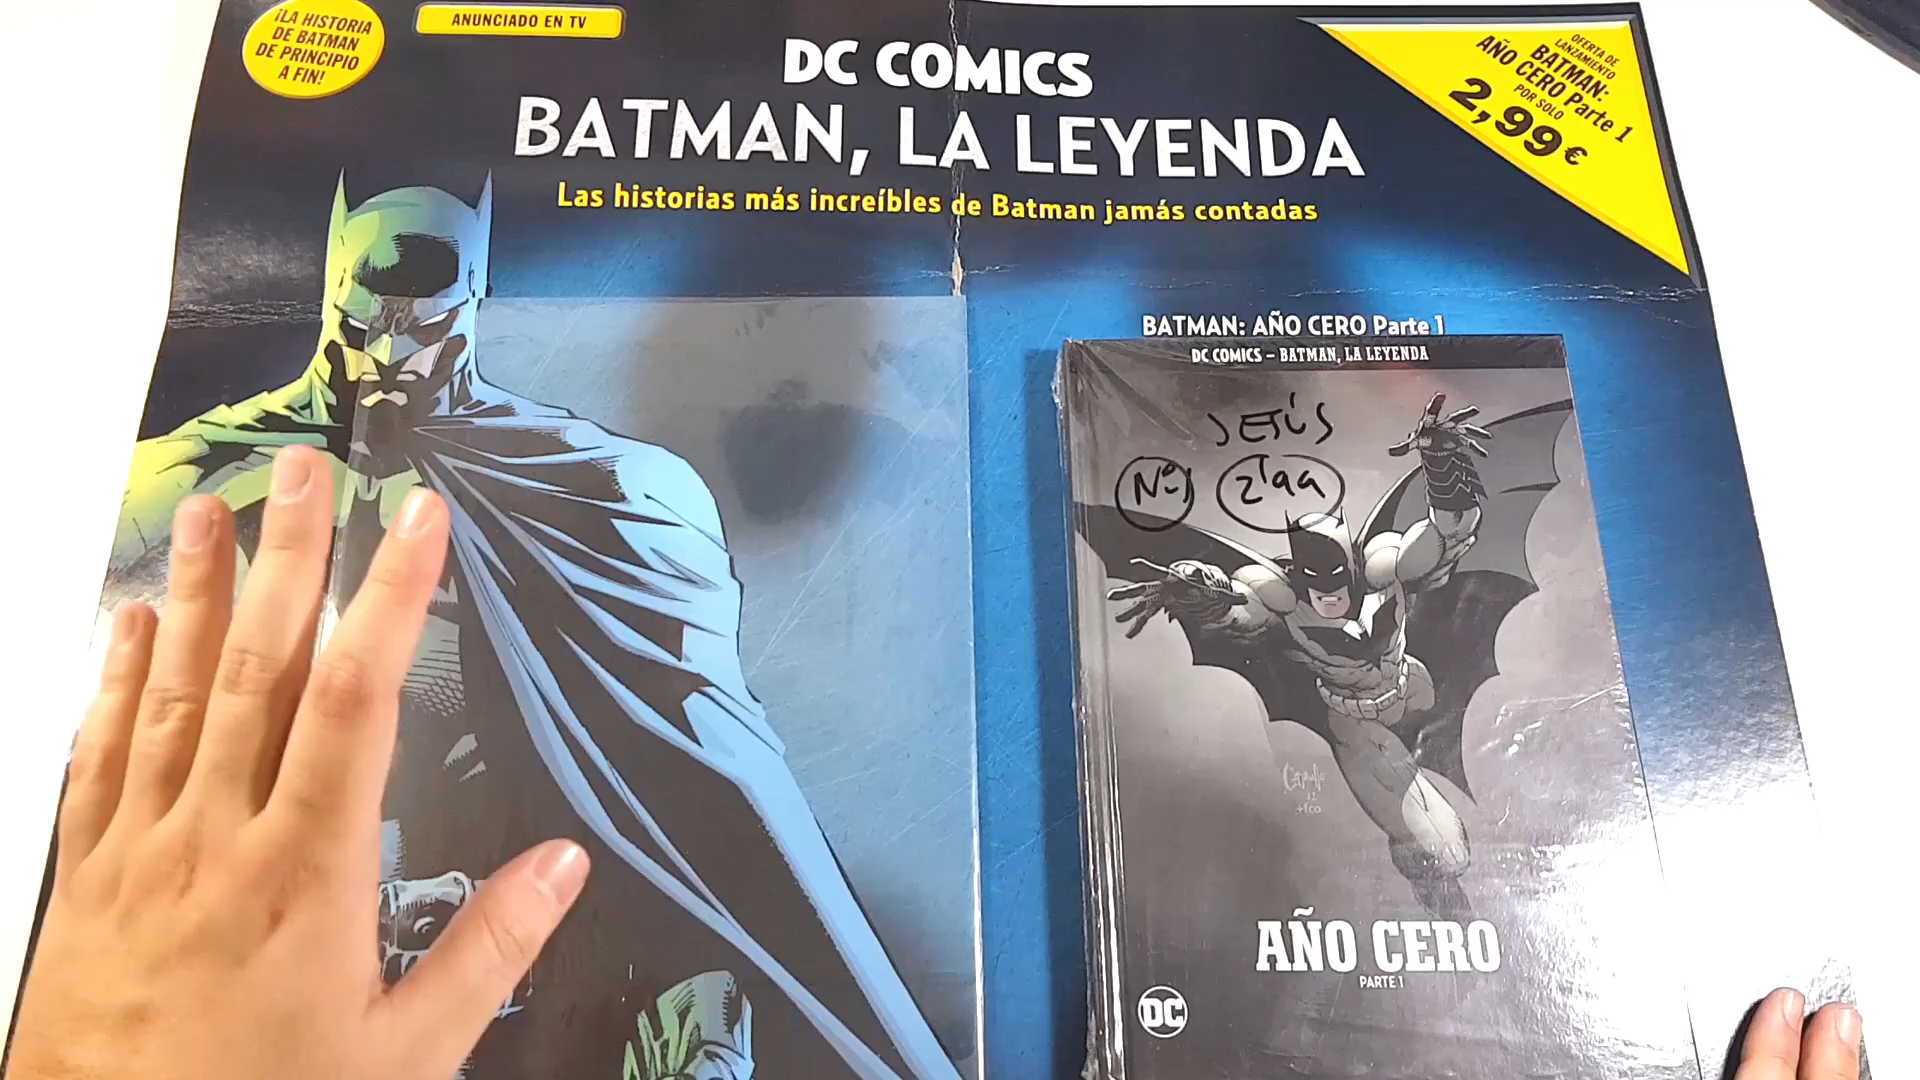 ¡LA HISTORIA
DE BATMAN
DE PRINCIPIO
A FIN!
ANUNCIADO EN TV
DC COMICS
BATMAN, LA LEYENDA
Las historias más increíbles de Batman jamás contadas
OFERTA DE
LANZAMIENTO
BATMAN:
AÑO CERO Parte 1
POR SOLO
2,99€
BATMAN: AÑO CERO Parte 1
DC COMICS – BATMAN, LA LEYENDA
JESÚS
Nº1 2'99
AÑO CERO
PARTE 1
DC